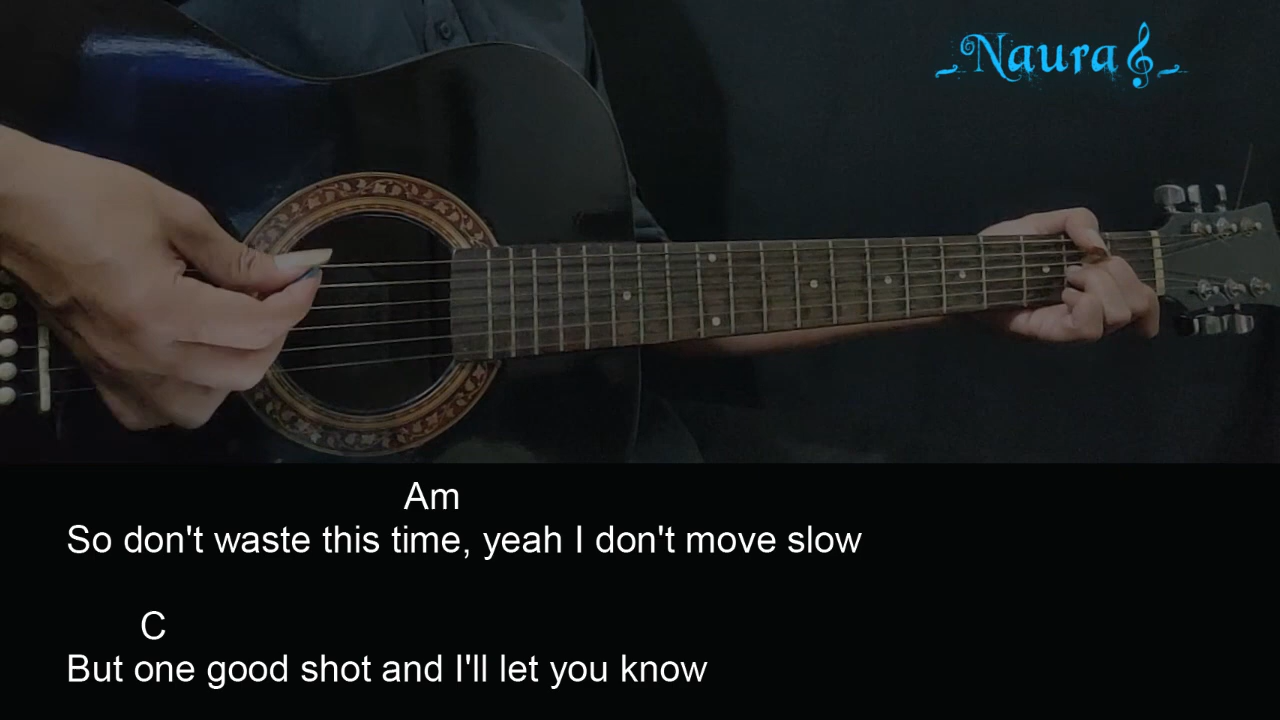 Naura
Am
So don't waste this time, yeah I don't move slow
C
But one good shot and I'll let you know